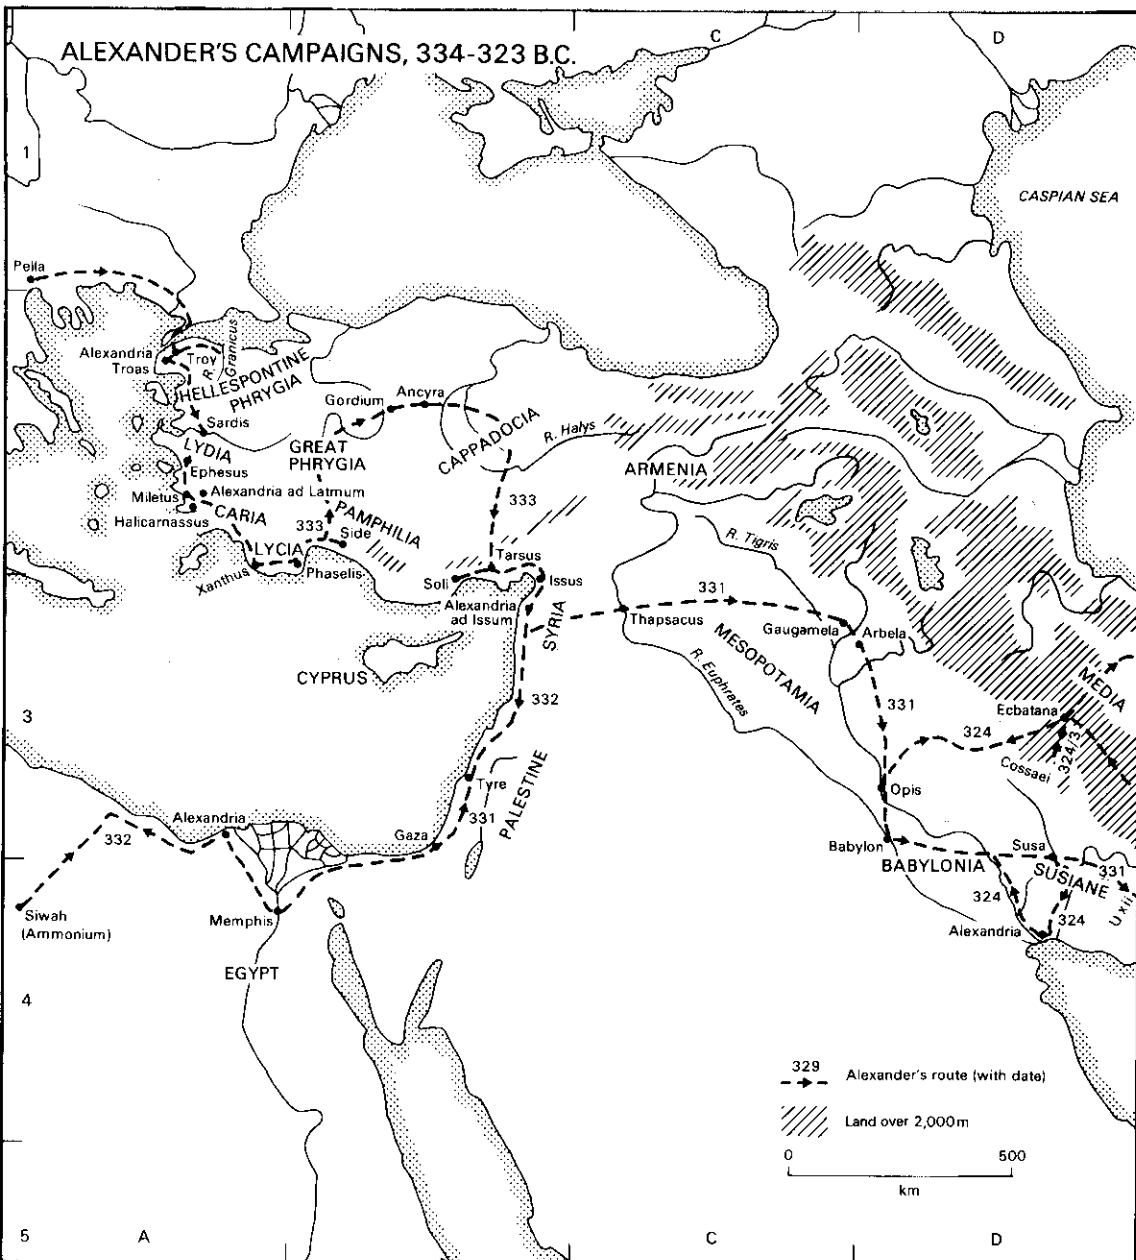 C
D
ALEXANDER'S CAMPAIGNS, 334-323 B.C.
1
CASPIAN SEA
Pella
Alexandria
Troas
Troy
R. Granicus
HELLESPONTINE
PHRYGIA
Gordium
Ancyra
Sardis
CAPPADOCIA
R. Halys
LYDIA
GREAT
PHRYGIA
ARMENIA
Ephesus
Miletus
Alexandria ad Latmum
Halicarnassus
CARIA
333
PAMPHILIA
333
Side
R. Tigris
LYCIA
Tarsus
Xanthus
Phaselis
Soli
Issus
331
Alexandria
ad Issum
SYRIA
Thapsacus
Gaugamela
Arbela
MESOPOTAMIA
CYPRUS
R. Euphretes
MEDIA
3
332
331
Ecbatana
324
324/3
Cossaei
Tyre
PALESTINE
Opis
Alexandria
331
332
Gaza
Babylon
Susa
BABYLONIA
331
SUSIANE
324
Uxii
Siwah
(Ammonium)
Memphis
324
Alexandria
EGYPT
4
329
Alexander's route (with date)
Land over 2,000m
0
500
km
5
A
C
D